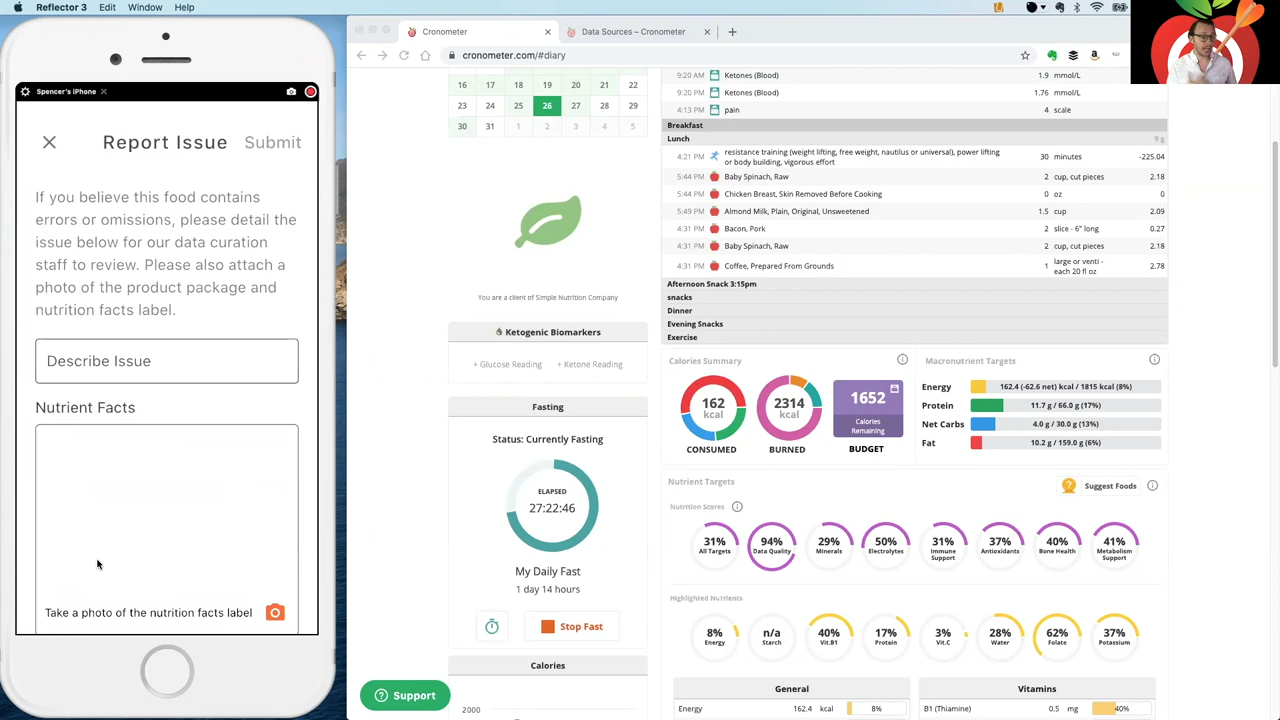 Reflector 3 Edit Window Help
Spencer's iPhone
Report Issue Submit
If you believe this food contains
errors or omissions, please detail the
issue below for our data curation
staff to review. Please also attach a
photo of the product package and
nutrition facts label.
Describe Issue
Nutrient Facts
Take a photo of the nutrition facts label
Cronometer
Data Sources – Cronometer
cronometer.com/#diary
16 17 18 19 20 21 22
23 24 25 26 27 28 29
30 31 1 2 3 4 5
You are a client of Simple Nutrition Company
Ketogenic Biomarkers
+ Glucose Reading + Ketone Reading
Fasting
Status: Currently Fasting
ELAPSED
27:22:46
My Daily Fast
1 day 14 hours
Stop Fast
Calories
2000
Support
9:20 AM Ketones (Blood) 1.9 mmol/L
9:20 PM Ketones (Blood) 1.76 mmol/L
4:13 PM pain 4 scale
Breakfast
Lunch 9 g
4:21 PM resistance training (weight lifting, free weight, nautilus or universal), power lifting 30 minutes -225.04
or body building, vigorous effort
5:44 PM Baby Spinach, Raw 2 cup, cut pieces 2.18
5:44 PM Chicken Breast, Skin Removed Before Cooking 0 oz 0
5:49 PM Almond Milk, Plain, Original, Unsweetened 1.5 cup 2.09
4:31 PM Bacon, Pork 2 slice - 6" long 0.27
4:31 PM Baby Spinach, Raw 2 cup, cut pieces 2.18
4:31 PM Coffee, Prepared From Grounds 1 large or venti - 2.78
each 20 fl oz
Afternoon Snack 3:15pm
snacks
Dinner
Evening Snacks
Exercise
Calories Summary
162
kcal
CONSUMED
2314
kcal
BURNED
1652
Calories
Remaining
BUDGET
Macronutrient Targets
Energy 162.4 (-62.6 net) kcal / 1815 kcal (8%)
Protein 11.7 g / 66.0 g (17%)
Net Carbs 4.0 g / 30.0 g (13%)
Fat 10.2 g / 159.0 g (6%)
Nutrient Targets
Suggest Foods
Nutrition Scores
31% All Targets
94% Data Quality
29% Minerals
50% Electrolytes
31% Immune Support
37% Antioxidants
40% Bone Health
41% Metabolism Support
Highlighted Nutrients
8% Energy
n/a Starch
40% Vit.B1
17% Protein
3% Vit.C
28% Water
62% Folate
37% Potassium
General
Energy 162.4 kcal 8%
Vitamins
B1 (Thiamine) 0.5 mg 40%